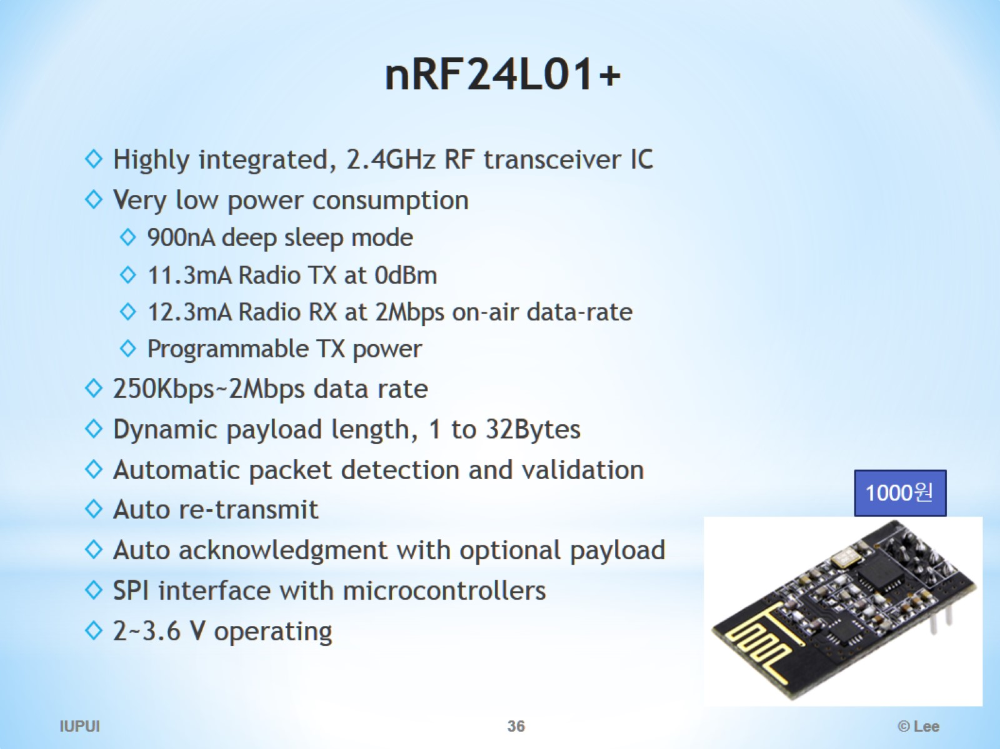 nRF24L01+
Highly integrated, 2.4GHz RF transceiver IC
Very low power consumption
900nA deep sleep mode
11.3mA Radio TX at 0dBm
12.3mA Radio RX at 2Mbps on-air data-rate
Programmable TX power
250Kbps~2Mbps data rate
Dynamic payload length, 1 to 32Bytes
Automatic packet detection and validation
Auto re-transmit
Auto acknowledgment with optional payload
SPI interface with microcontrollers
2~3.6 V operating
1000원
IUPUI
36
© Lee